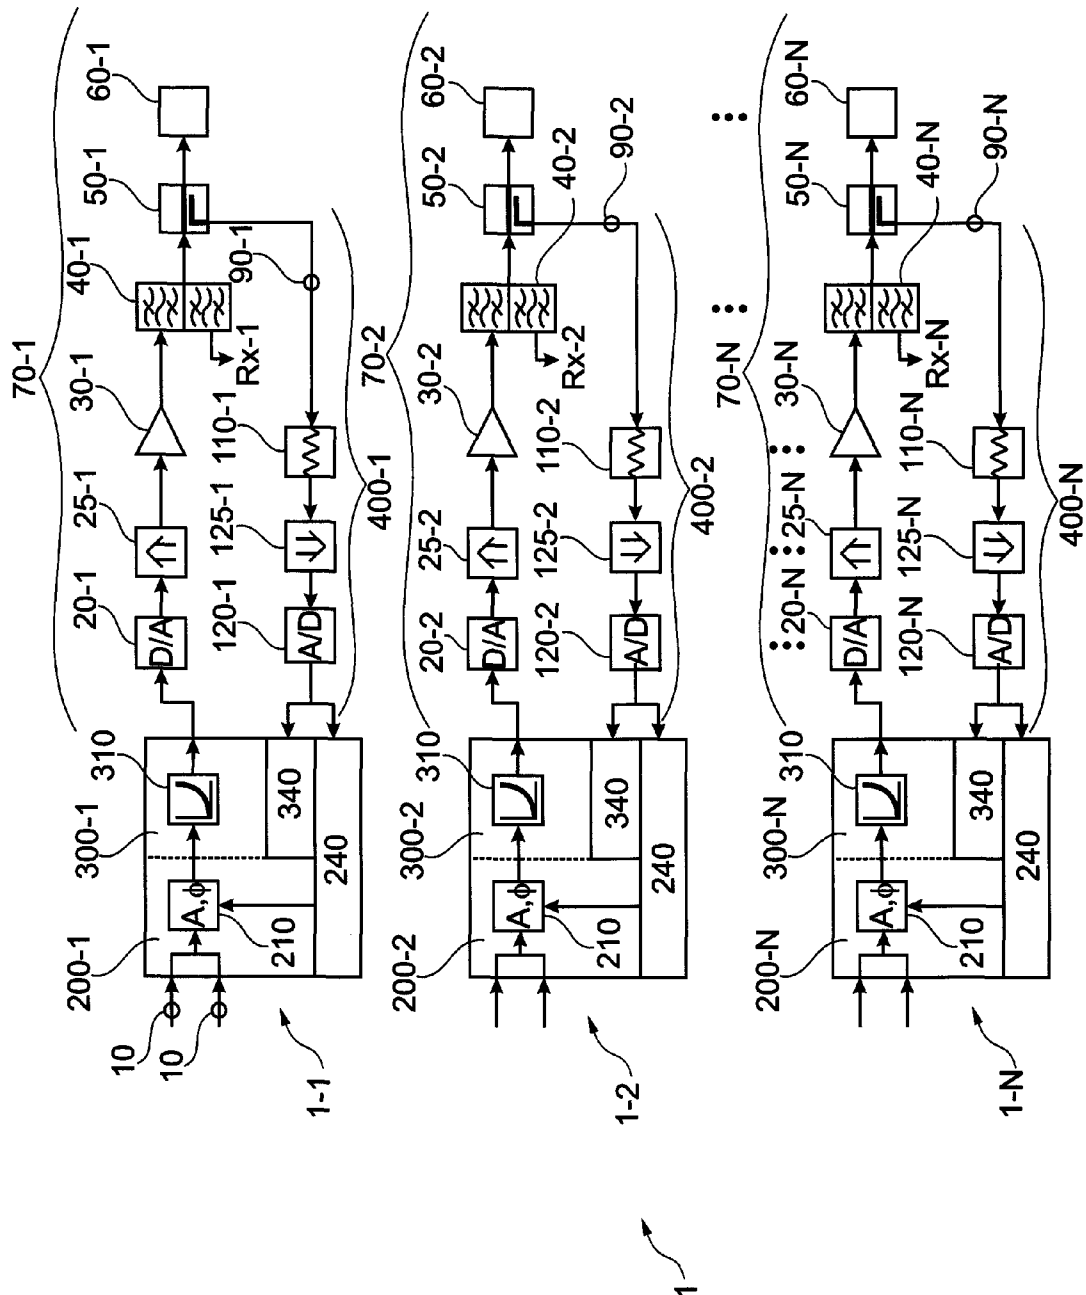 70-1
60-1
50-1
40-1
30-1
25-1
20-1
D/A
310
300-1
200-1
A,ϕ
210
340
240
10
10
Rx-1
90-1
110-1
125-1
120-1
A/D
400-1
1-1
70-2
60-2
50-2
40-2
30-2
25-2
20-2
D/A
310
300-2
200-2
A,ϕ
210
340
240
Rx-2
90-2
110-2
125-2
120-2
A/D
400-2
1-2
70-N
60-N
50-N
40-N
30-N
25-N
20-N
D/A
310
300-N
200-N
A,ϕ
210
340
240
Rx-N
90-N
110-N
125-N
120-N
A/D
400-N
1-N
1